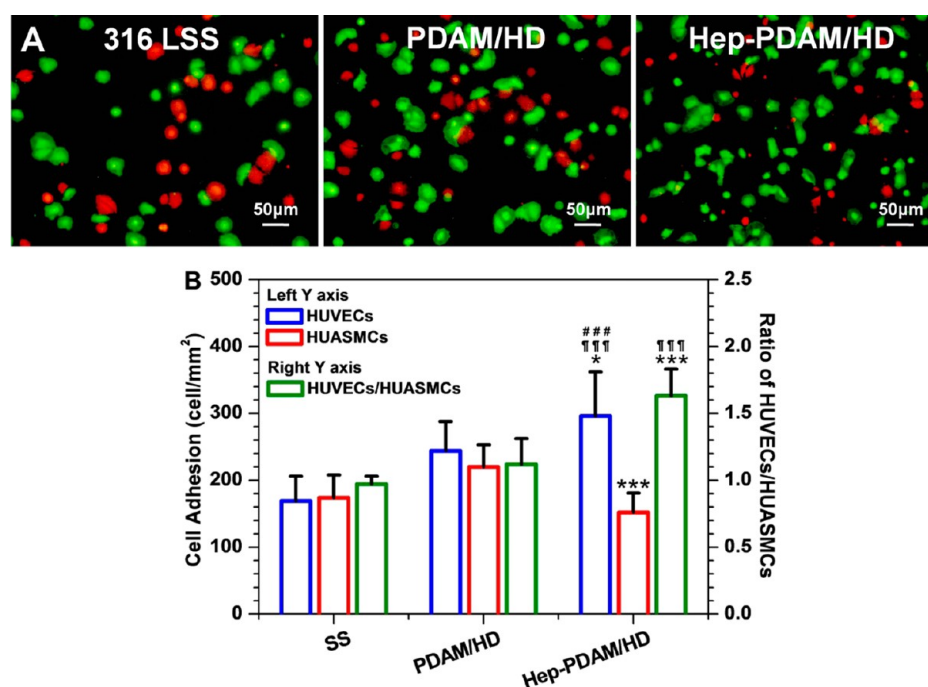 A
316 LSS
PDAM/HD
Hep-PDAM/HD
50μm
50μm
50μm
B
Cell Adhesion (cell/mm²)
500
400
300
200
100
0
Left Y axis
HUVECs
HUASMCs
Right Y axis
HUVECs/HUASMCs
###
¶¶¶
*
***
¶¶¶
***
2.5
2.0
1.5
1.0
0.5
0.0
Ratio of HUVECs/HUASMCs
SS
PDAM/HD
Hep-PDAM/HD